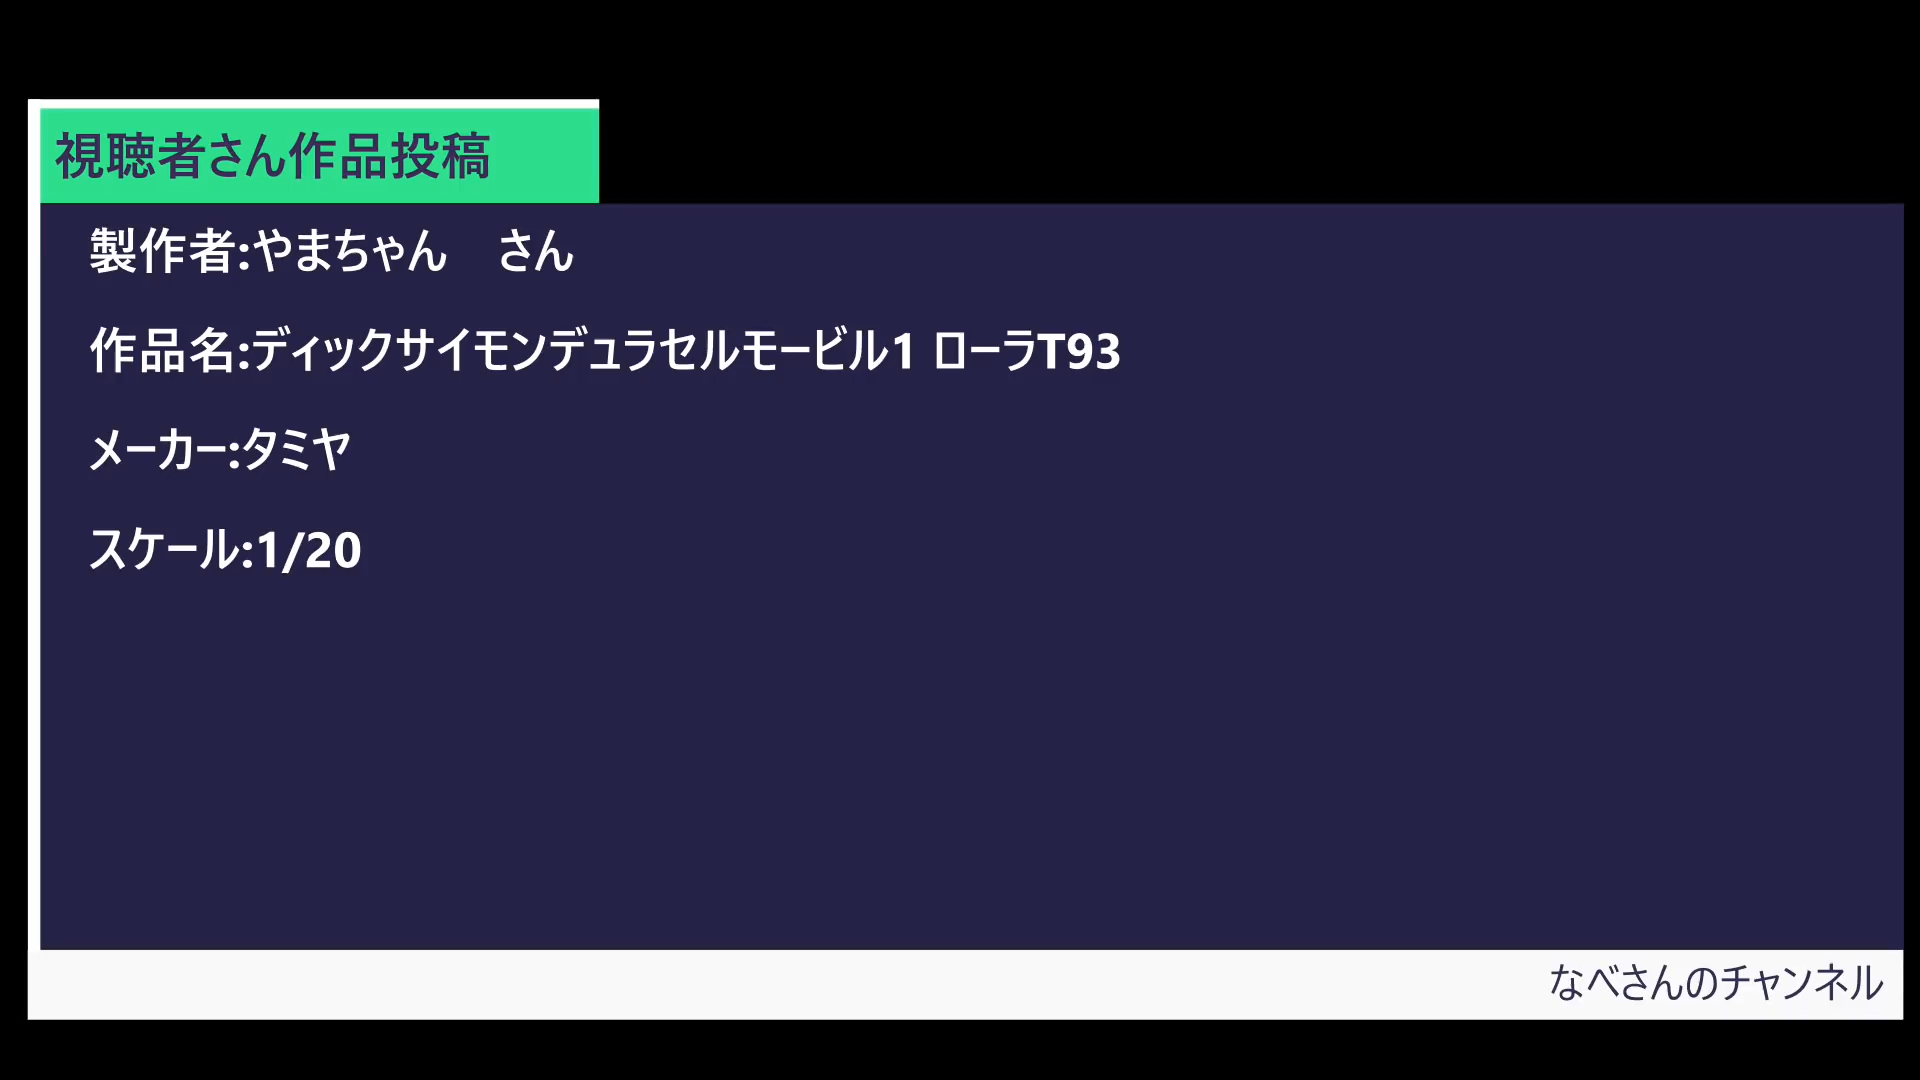 視聴者さん作品投稿
製作者:やまちゃん　さん
作品名:ディックサイモンデュラセルモービル1 ローラT93
メーカー:タミヤ
スケール:1/20
なべさんのチャンネル